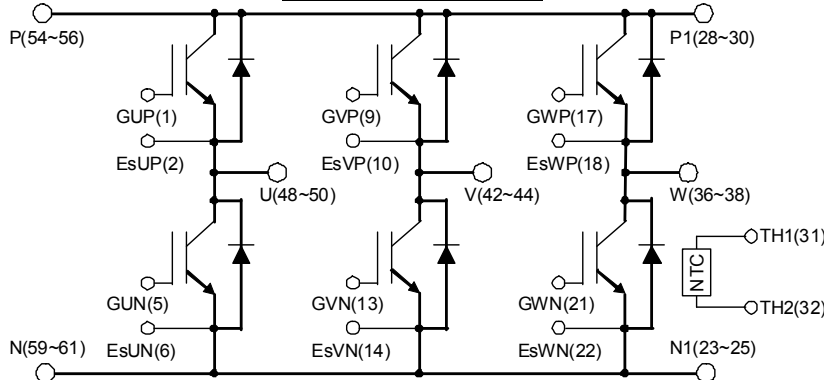 P(54~56)
P1(28~30)
GUP(1)
GVP(9)
GWP(17)
EsUP(2)
EsVP(10)
EsWP(18)
U(48~50)
V(42~44)
W(36~38)
TH1(31)
NTC
GUN(5)
GVN(13)
GWN(21)
TH2(32)
N(59~61)
EsUN(6)
EsVN(14)
EsWN(22)
N1(23~25)